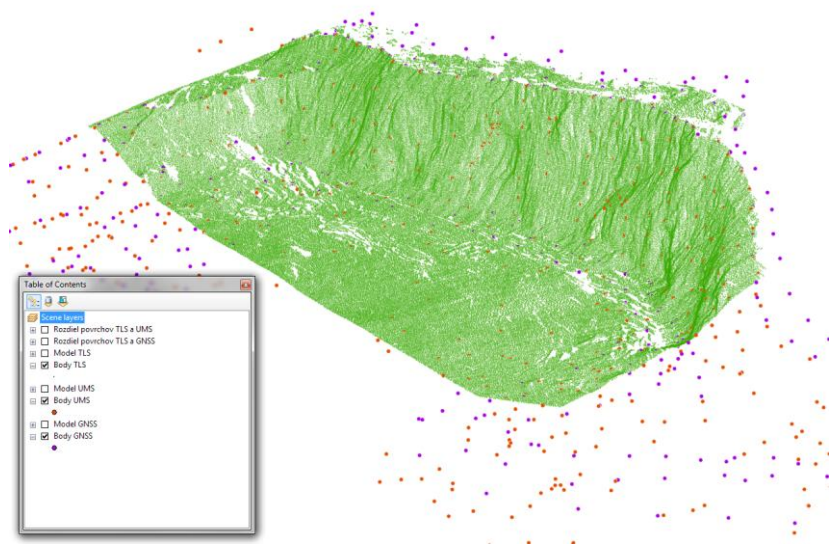 Table of Contents
Scene layers
Rozdiel povrchov TLS a UMS
Rozdiel povrchov TLS a GNSS
Model TLS
Body TLS
Model UMS
Body UMS
Model GNSS
Body GNSS